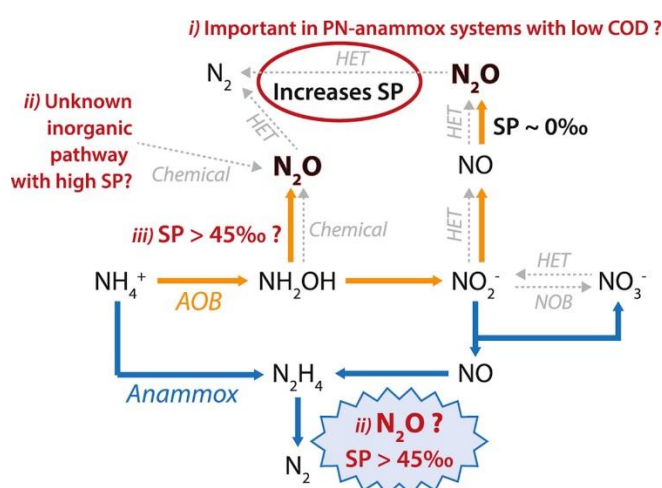 i) Important in PN-anammox systems with low COD ?
HET
N₂
N₂O
Increases SP
ii) Unknown
inorganic
pathway
with high SP?
HET
HET
SP ~ 0‰
Chemical
N₂O
NO
iii) SP > 45‰ ?
Chemical
HET
HET
NH₄⁺
AOB
NH₂OH
NO₂⁻
NOB
NO₃⁻
Anammox
N₂H₄
NO
ii) N₂O ?
SP > 45‰
N₂